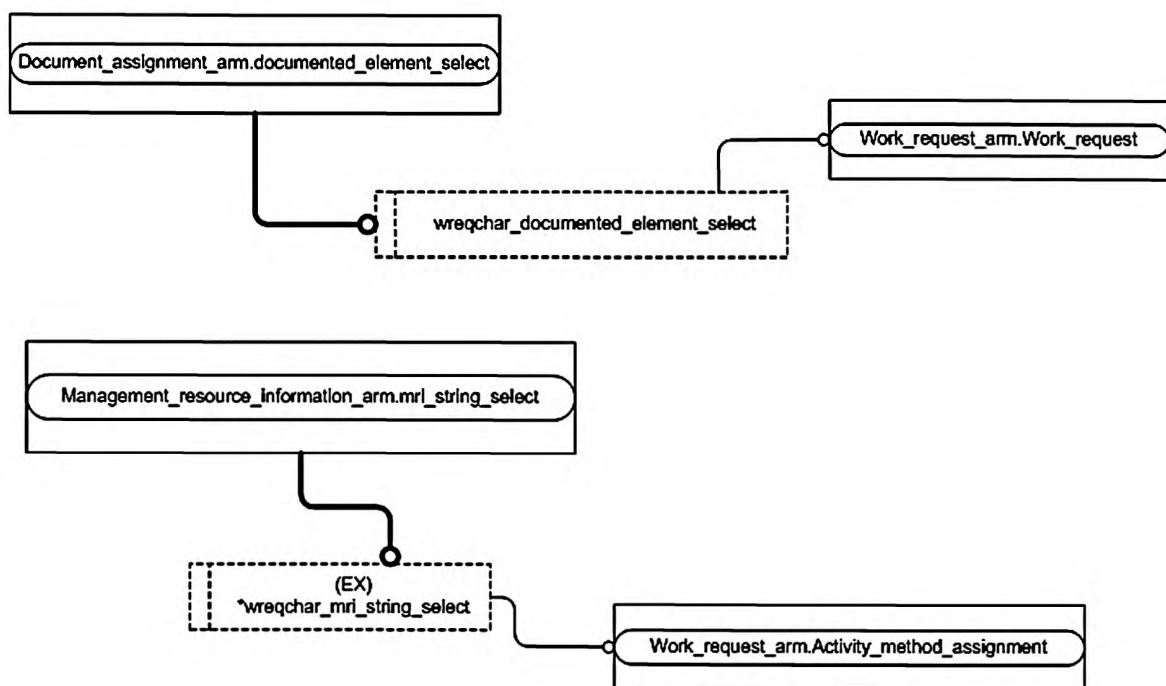 Document_assignment_arm.documented_element_select
Work_request_arm.Work_request
wreqchar_documented_element_select
Management_resource_information_arm.mri_string_select
(EX)
*wreqchar_mri_string_select
Work_request_arm.Activity_method_assignment